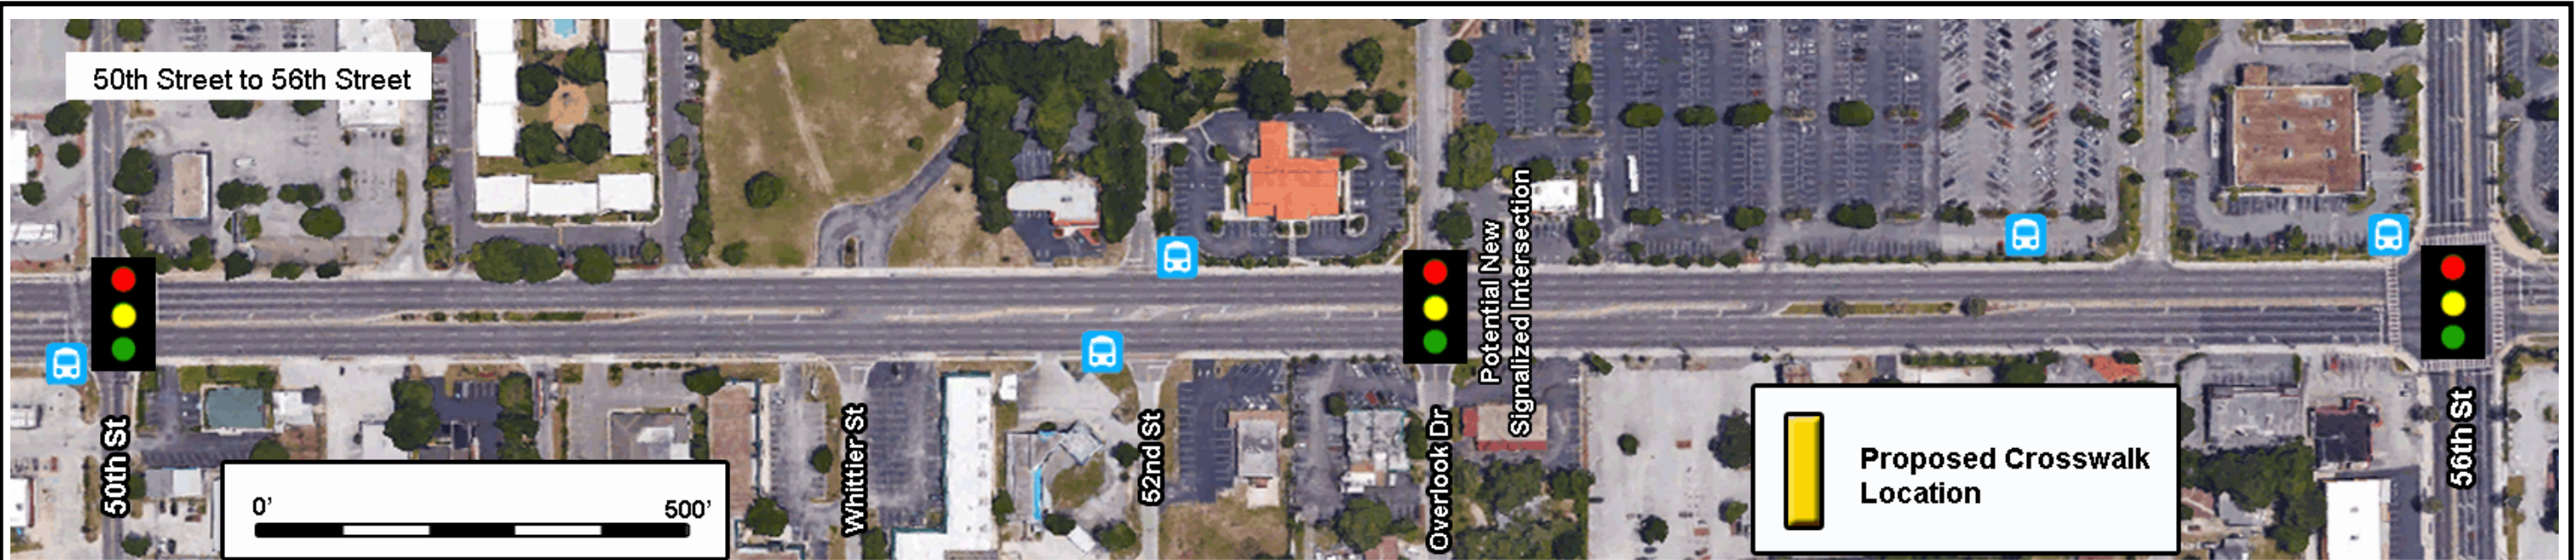 50th Street to 56th Street
Potential New
Signalized Intersection
50th St
Whittier St
52nd St
Overlook Dr
56th St
0' 500'
Proposed Crosswalk
Location